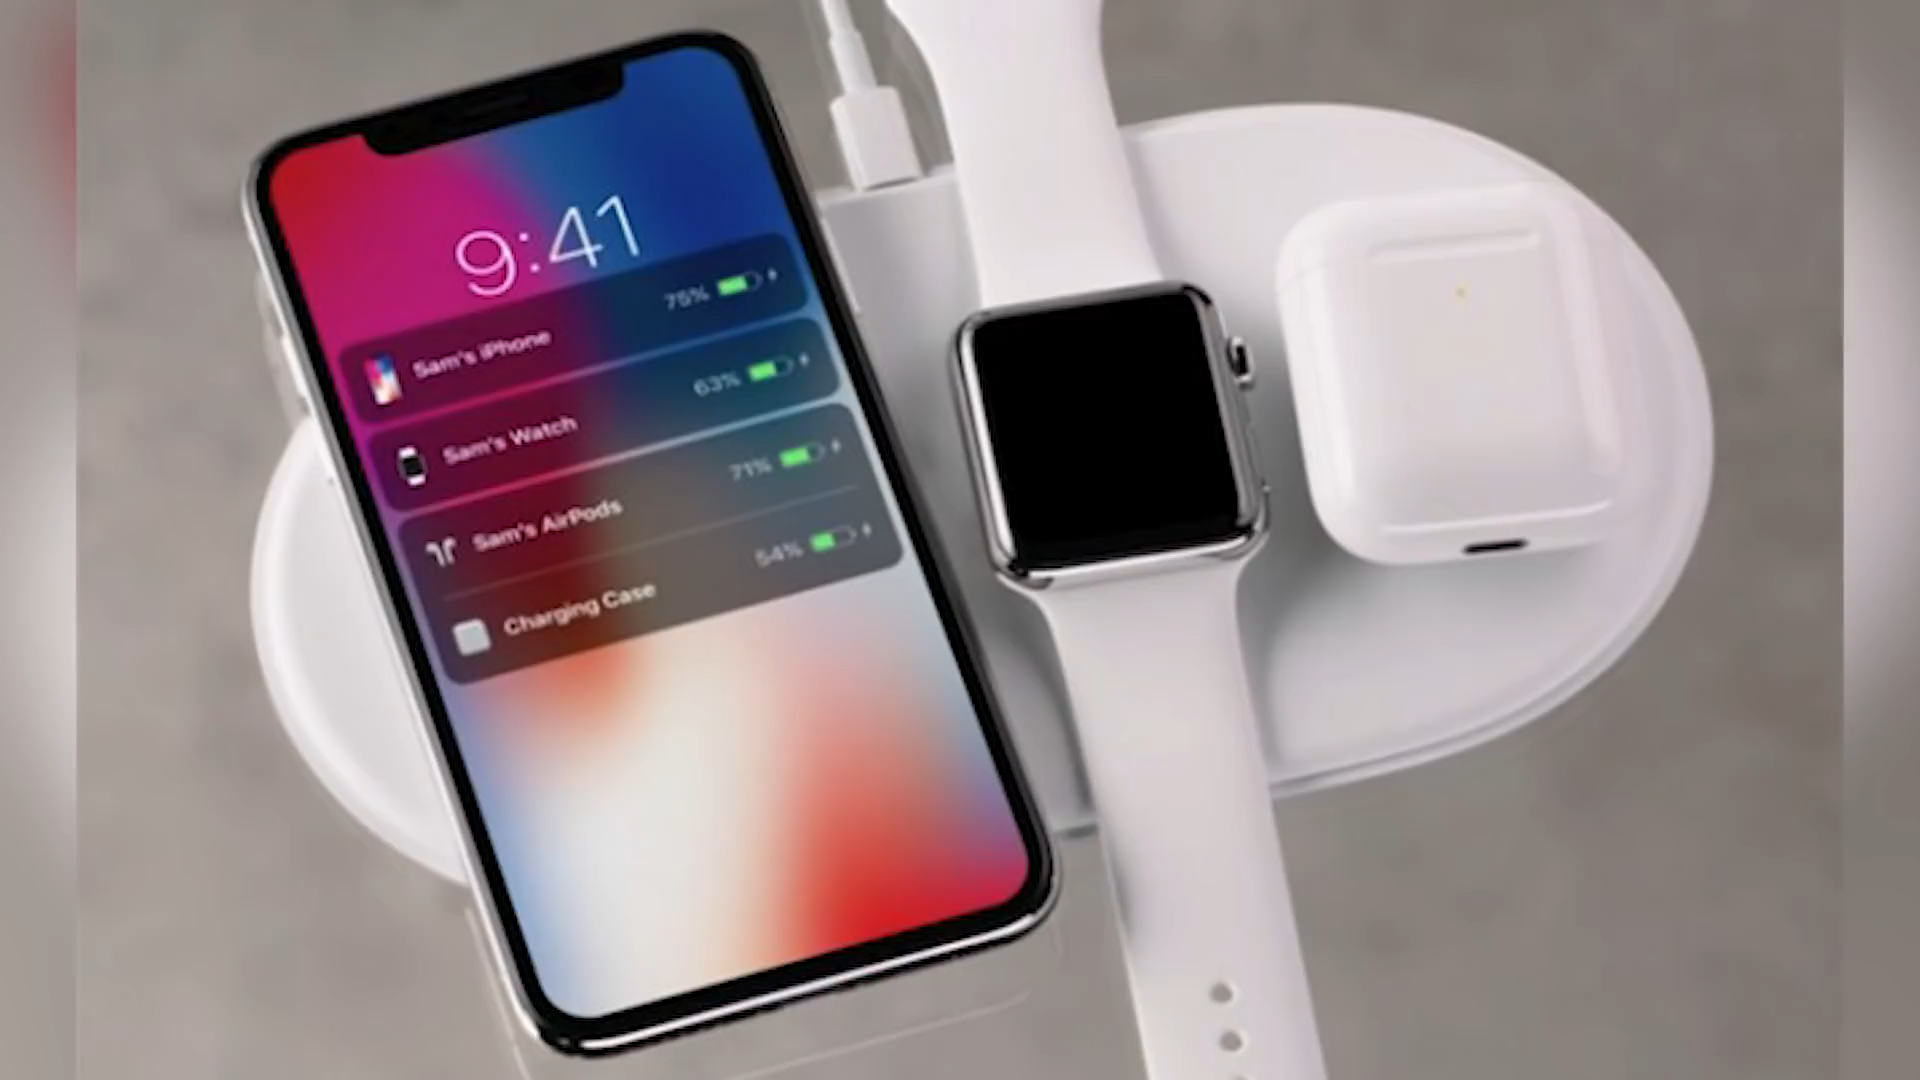 9:41
Sam's iPhone 75%
Sam's Watch 63%
Sam's AirPods 71%
Charging Case 54%